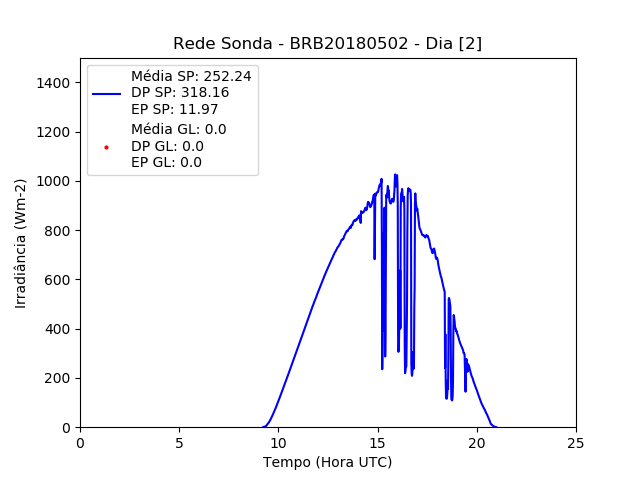 Rede Sonda - BRB20180502 - Dia [2]
Média SP: 252.24
DP SP: 318.16
EP SP: 11.97
Média GL: 0.0
DP GL: 0.0
EP GL: 0.0
Irradiância (Wm-2)
1400
1200
1000
800
600
400
200
0
0 5 10 15 20 25
Tempo (Hora UTC)